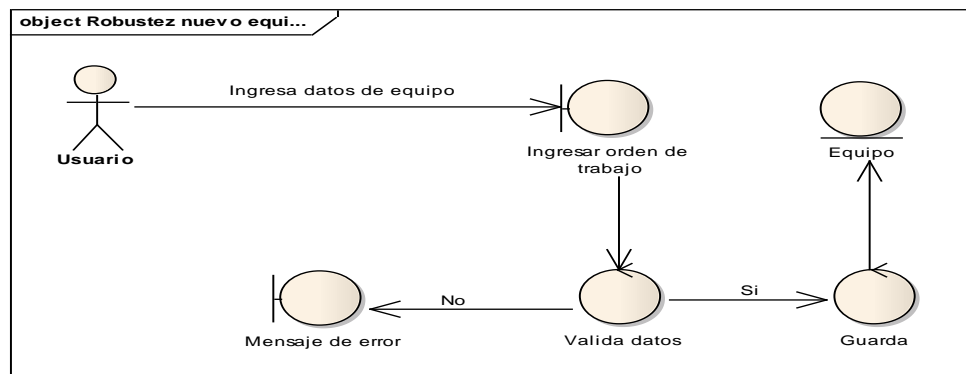 object Robustez nuevo equi...
Ingresa datos de equipo
Usuario
Ingresar orden de
trabajo
Equipo
No
Si
Mensaje de error
Valida datos
Guarda